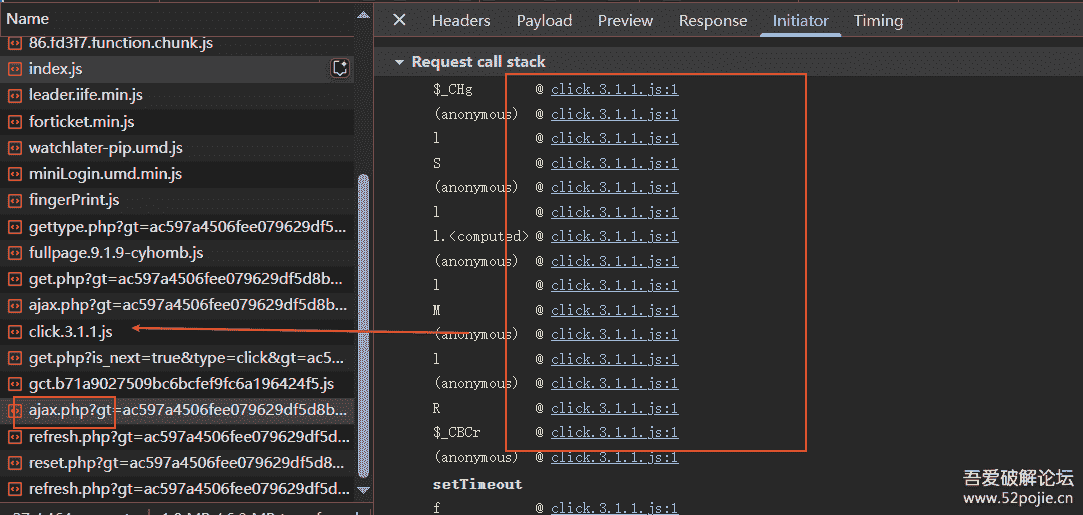 Name
86.fd3f7.function.chunk.js
index.js
leader.iife.min.js
forticket.min.js
watchlater-pip.umd.js
miniLogin.umd.min.js
fingerPrint.js
gettype.php?gt=ac597a4506fee079629df5...
fullpage.9.1.9-cyhomb.js
get.php?gt=ac597a4506fee079629df5d8b...
ajax.php?gt=ac597a4506fee079629df5d8b...
click.3.1.1.js
get.php?is_next=true&type=click&gt=ac5...
gct.b71a9027509bc6bcfef9fc6a196424f5.js
ajax.php?gt=ac597a4506fee079629df5d8b...
refresh.php?gt=ac597a4506fee079629df5d...
reset.php?gt=ac597a4506fee079629df5d8...
refresh.php?gt=ac597a4506fee079629df5d...
Headers Payload Preview Response Initiator Timing
Request call stack
$_CHg @ click.3.1.1.js:1
(anonymous) @ click.3.1.1.js:1
l @ click.3.1.1.js:1
S @ click.3.1.1.js:1
(anonymous) @ click.3.1.1.js:1
l @ click.3.1.1.js:1
l.<computed> @ click.3.1.1.js:1
(anonymous) @ click.3.1.1.js:1
l @ click.3.1.1.js:1
M @ click.3.1.1.js:1
(anonymous) @ click.3.1.1.js:1
l @ click.3.1.1.js:1
(anonymous) @ click.3.1.1.js:1
R @ click.3.1.1.js:1
$_CBCr @ click.3.1.1.js:1
(anonymous) @ click.3.1.1.js:1
setTimeout
f @ click.3.1.1.js:1
吾爱破解论坛
www.52pojie.cn